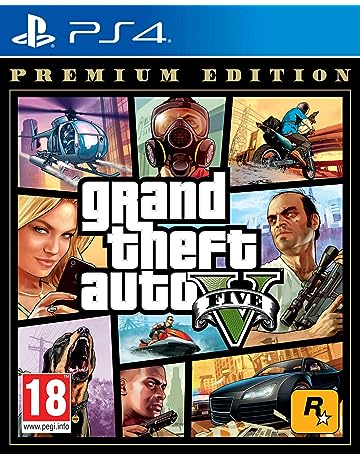 PS4
PREMIUM EDITION
grand
theft
auto
V
FIVE
18
www.pegi.info
R